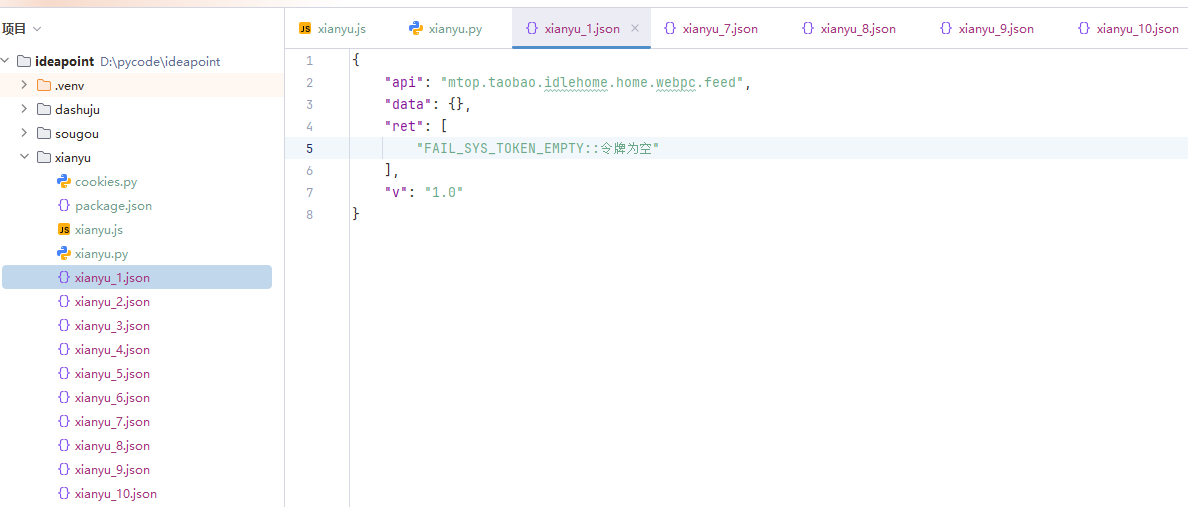 项目
xianyu.js
xianyu.py
xianyu_1.json
xianyu_7.json
xianyu_8.json
xianyu_9.json
xianyu_10.json
ideapoint D:\pycode\ideapoint
.venv
dashuju
sougou
xianyu
cookies.py
package.json
JS xianyu.js
xianyu.py
xianyu_1.json
xianyu_2.json
xianyu_3.json
xianyu_4.json
xianyu_5.json
xianyu_6.json
xianyu_7.json
xianyu_8.json
xianyu_9.json
xianyu_10.json
1 {
2 "api": "mtop.taobao.idlehome.home.webpc.feed",
3 "data": {},
4 "ret": [
5 "FAIL_SYS_TOKEN_EMPTY::令牌为空"
6 ],
7 "v": "1.0"
8 }